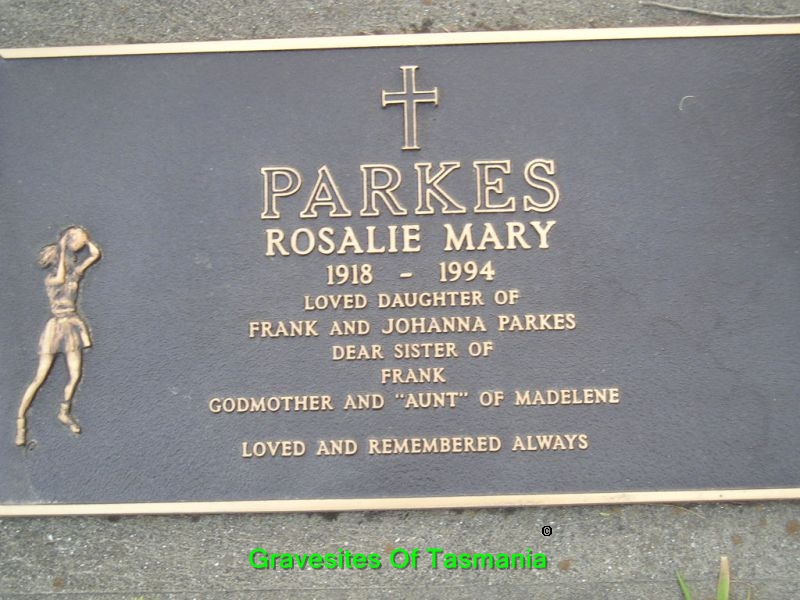 PARKES
ROSALIE MARY
1918 - 1994
LOVED DAUGHTER OF
FRANK AND JOHANNA PARKES
DEAR SISTER OF
FRANK
GODMOTHER AND "AUNT" OF MADELENE
LOVED AND REMEMBERED ALWAYS
©
Gravesites Of Tasmania